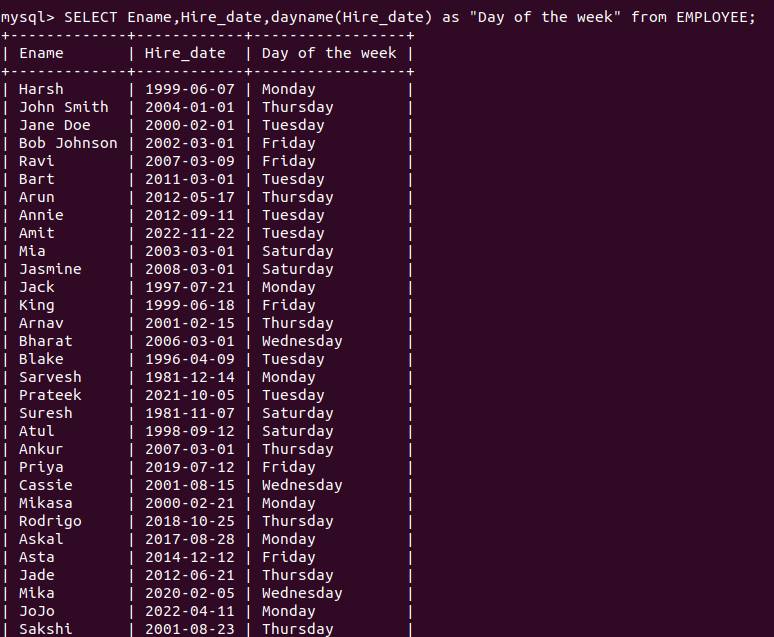 mysql> SELECT Ename,Hire_date,dayname(Hire_date) as "Day of the week" from EMPLOYEE;
+-------------+------------+-----------------+
| Ename       | Hire_date  | Day of the week |
+-------------+------------+-----------------+
| Harsh       | 1999-06-07 | Monday          |
| John Smith  | 2004-01-01 | Thursday        |
| Jane Doe    | 2000-02-01 | Tuesday         |
| Bob Johnson | 2002-03-01 | Friday          |
| Ravi        | 2007-03-09 | Friday          |
| Bart        | 2011-03-01 | Tuesday         |
| Arun        | 2012-05-17 | Thursday        |
| Annie       | 2012-09-11 | Tuesday         |
| Amit        | 2022-11-22 | Tuesday         |
| Mia         | 2003-03-01 | Saturday        |
| Jasmine     | 2008-03-01 | Saturday        |
| Jack        | 1997-07-21 | Monday          |
| King        | 1999-06-18 | Friday          |
| Arnav       | 2001-02-15 | Thursday        |
| Bharat      | 2006-03-01 | Wednesday       |
| Blake       | 1996-04-09 | Tuesday         |
| Sarvesh     | 1981-12-14 | Monday          |
| Prateek     | 2021-10-05 | Tuesday         |
| Suresh      | 1981-11-07 | Saturday        |
| Atul        | 1998-09-12 | Saturday        |
| Ankur       | 2007-03-01 | Thursday        |
| Priya       | 2019-07-12 | Friday          |
| Cassie      | 2001-08-15 | Wednesday       |
| Mikasa      | 2000-02-21 | Monday          |
| Rodrigo     | 2018-10-25 | Thursday        |
| Askal       | 2017-08-28 | Monday          |
| Asta        | 2014-12-12 | Friday          |
| Jade        | 2012-06-21 | Thursday        |
| Mika        | 2020-02-05 | Wednesday       |
| JoJo        | 2022-04-11 | Monday          |
| Sakshi      | 2001-08-23 | Thursday        |